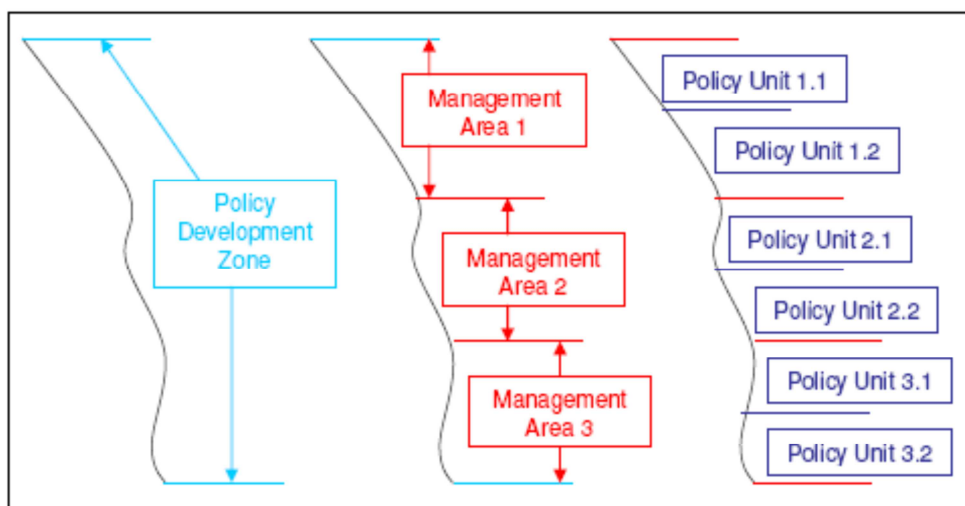 Policy
Development
Zone
Management
Area 1
Management
Area 2
Management
Area 3
Policy Unit 1.1
Policy Unit 1.2
Policy Unit 2.1
Policy Unit 2.2
Policy Unit 3.1
Policy Unit 3.2